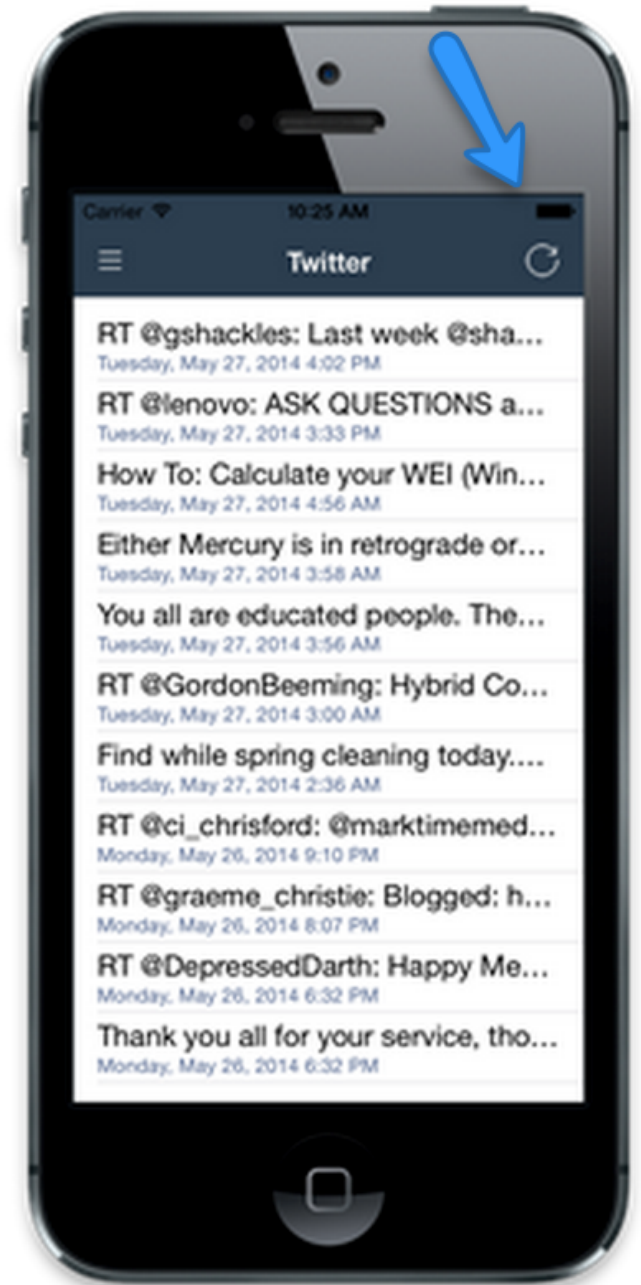 Carrier 10:25 AM
Twitter
RT @gshackles: Last week @sha...
Tuesday, May 27, 2014 4:02 PM
RT @lenovo: ASK QUESTIONS a...
Tuesday, May 27, 2014 3:33 PM
How To: Calculate your WEI (Win...
Tuesday, May 27, 2014 4:56 AM
Either Mercury is in retrograde or...
Tuesday, May 27, 2014 3:58 AM
You all are educated people. The...
Tuesday, May 27, 2014 3:56 AM
RT @GordonBeeming: Hybrid Co...
Tuesday, May 27, 2014 3:00 AM
Find while spring cleaning today....
Tuesday, May 27, 2014 2:36 AM
RT @ci_chrisford: @marktimemed...
Monday, May 26, 2014 9:10 PM
RT @graeme_christie: Blogged: h...
Monday, May 26, 2014 8:07 PM
RT @DepressedDarth: Happy Me...
Monday, May 26, 2014 6:32 PM
Thank you all for your service, tho...
Monday, May 26, 2014 6:32 PM